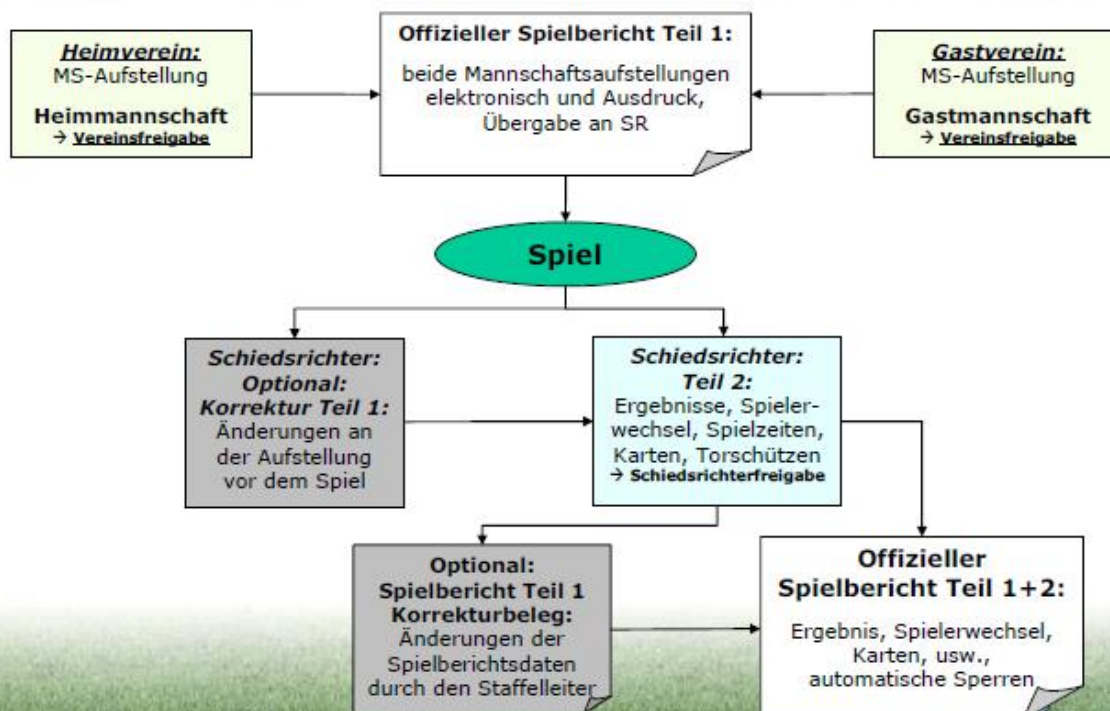 Heimverein:
MS-Aufstellung
Heimmannschaft
→ Vereinsfreigabe
Offizieller Spielbericht Teil 1:
beide Mannschaftsaufstellungen
elektronisch und Ausdruck,
Übergabe an SR
Gastverein:
MS-Aufstellung
Gastmannschaft
→ Vereinsfreigabe
Spiel
Schiedsrichter:
Optional:
Korrektur Teil 1:
Änderungen an
der Aufstellung
vor dem Spiel
Schiedsrichter:
Teil 2:
Ergebnisse, Spieler-
wechsel, Spielzeiten,
Karten, Torschützen
→ Schiedsrichterfreigabe
Optional:
Spielbericht Teil 1
Korrekturbeleg:
Änderungen der
Spielberichtsdaten
durch den Staffelleiter
Offizieller
Spielbericht Teil 1+2:
Ergebnis, Spielerwechsel,
Karten, usw.,
automatische Sperren